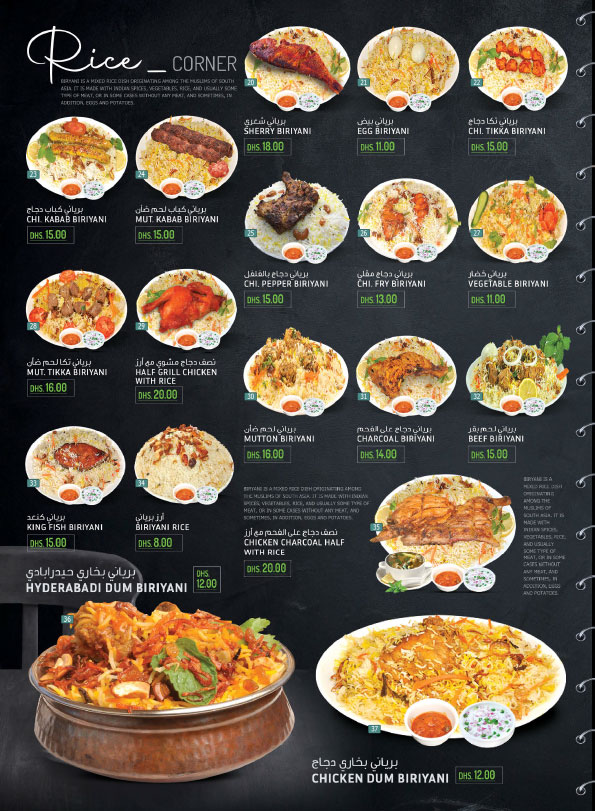 Rice _ CORNER
BIRIYANI IS A MIXED RICE DISH ORIGINATING AMONG THE MUSLIMS OF SOUTH
ASIA. IT IS MADE WITH INDIAN SPICES, VEGETABLES, RICE, AND USUALLY SOME
TYPE OF MEAT, OR IN SOME CASES WITHOUT ANY MEAT, AND SOMETIMES, IN
ADDITION, EGGS AND POTATOES.
20
برياني شعري
SHERRY BIRIYANI
DHS. 18.00
21
برياني بيض
EGG BIRIYANI
DHS. 11.00
22
برياني تكا دجاج
CHI. TIKKA BIRIYANI
DHS. 15.00
23
برياني كباب دجاج
CHI. KABAB BIRIYANI
DHS. 15.00
24
برياني كباب لحم ضأن
MUT. KABAB BIRIYANI
DHS. 15.00
25
برياني دجاج بالفلفل
CHI. PEPPER BIRIYANI
DHS. 15.00
26
برياني دجاج مقلي
CHI. FRY BIRIYANI
DHS. 13.00
27
برياني خضار
VEGETABLE BIRIYANI
DHS. 11.00
28
برياني تكا لحم ضأن
MUT. TIKKA BIRIYANI
DHS. 16.00
29
نصف دجاج مشوي مع أرز
HALF GRILL CHICKEN
WITH RICE
DHS. 20.00
30
برياني لحم ضأن
MUTTON BIRIYANI
DHS. 16.00
31
برياني دجاج على الفحم
CHARCOAL BIRIYANI
DHS. 14.00
32
برياني لحم بقر
BEEF BIRIYANI
DHS. 15.00
33
برياني كنعد
KING FISH BIRIYANI
DHS. 15.00
34
أرز برياني
BIRIYANI RICE
DHS. 8.00
BIRIYANI IS A MIXED RICE DISH ORIGINATING AMONG
THE MUSLIMS OF SOUTH ASIA. IT IS MADE WITH INDIAN
SPICES, VEGETABLES, RICE, AND USUALLY SOME TYPE OF
MEAT, OR IN SOME CASES WITHOUT ANY MEAT, AND
SOMETIMES, IN ADDITION, EGGS AND POTATOES.
35
نصف دجاج على الفحم مع أرز
CHICKEN CHARCOAL HALF
WITH RICE
DHS. 20.00
BIRIYANI IS A
MIXED RICE DISH
ORIGINATING
AMONG THE
MUSLIMS OF
SOUTH ASIA. IT IS
MADE WITH
INDIAN SPICES,
VEGETABLES, RICE,
AND USUALLY
SOME TYPE OF
MEAT, OR IN SOME
CASES WITHOUT
ANY MEAT, AND
SOMETIMES, IN
ADDITION, EGGS
AND POTATOES.
برياني بخاري حيدرابادي
HYDERABADI DUM BIRIYANI
DHS.
12.00
36
37
برياني بخاري دجاج
CHICKEN DUM BIRIYANI
DHS. 12.00